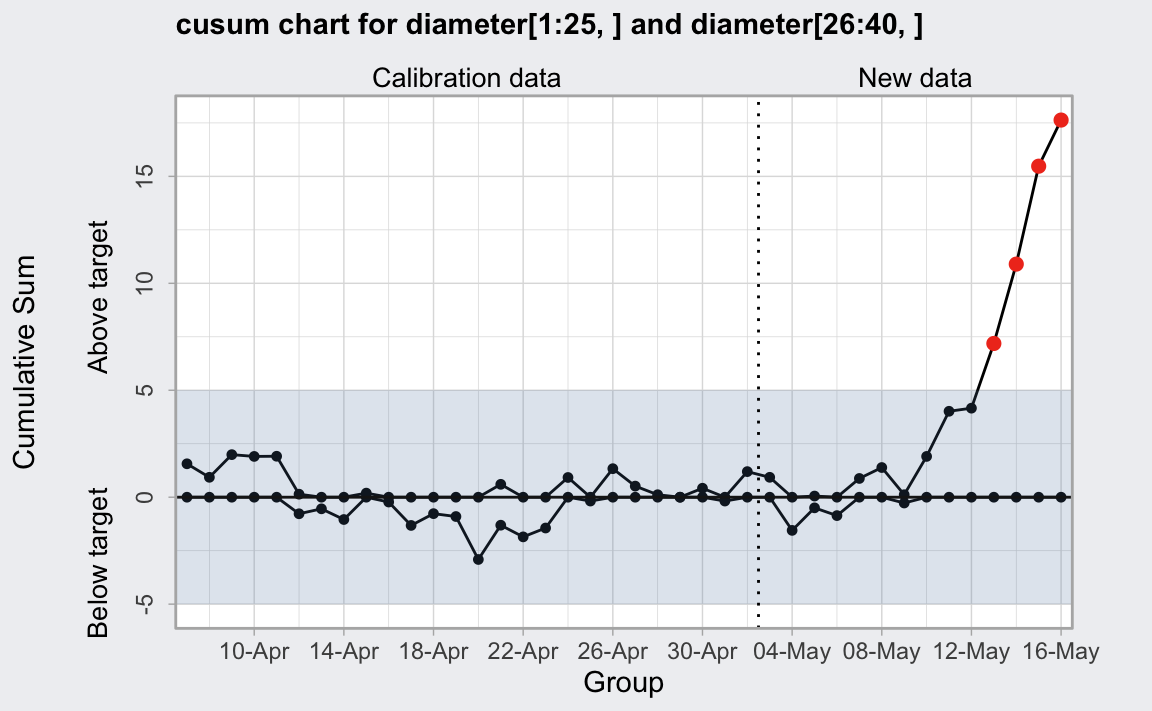 cusum chart for diameter[1:25, ] and diameter[26:40, ]
Calibration data
New data
Cumulative Sum
Above target
Below target
15
10
5
0
-5
10-Apr 14-Apr 18-Apr 22-Apr 26-Apr 30-Apr 04-May 08-May 12-May 16-May
Group